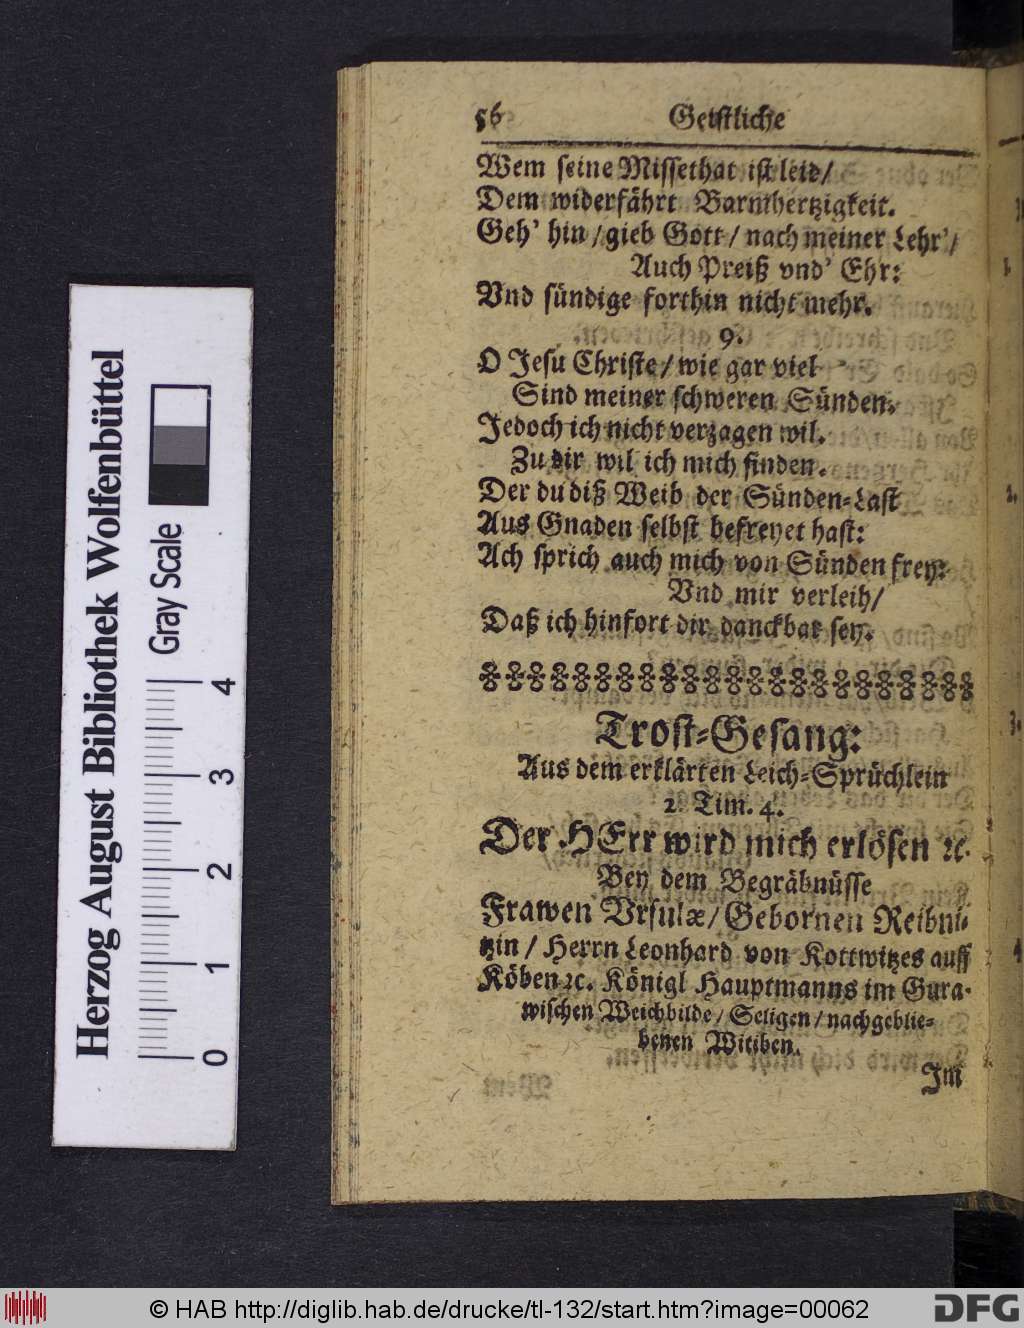 56 Geistliche
Wem seine Missethat ist leid/
Dem widerfährt Barmhertzigkeit.
Geh' hin/gieb Gott/nach meiner Lehr'/
Auch Preiß vnd' Ehr:
Vnd sündige forthin nicht mehr.
9.
O Jesu Christe/wie gar viel
Sind meiner schweren Sünden.
Jedoch ich nicht verzagen wil.
Zu dir wil ich mich finden.
Der du diß Weib der Sünden-Last
Aus Gnaden selbst befreyet hast:
Ach sprich auch mich von Sünden frey:
Vnd mir verleih/
Daß ich hinfort dir danckbar sey.
Trost-Gesang:
Aus dem erklärten Leich-Sprüchlein
2. Tim. 4.
Der HErr wird mich erlösen ꝛc.
Bey dem Begräbnüsse
Frawen Vrsulæ/Gebornen Reibni-
tzin/Herrn Leonhard von Kottwitzes auff
Köben ꝛc. Königl Hauptmanns im Gura-
wischen Weichbilde/Seligen/nachgeblie-
benen Witiben.
Im
Herzog August Bibliothek Wolfenbüttel
Gray Scale
0 1 2 3 4
© HAB http://diglib.hab.de/drucke/tl-132/start.htm?image=00062
DFG